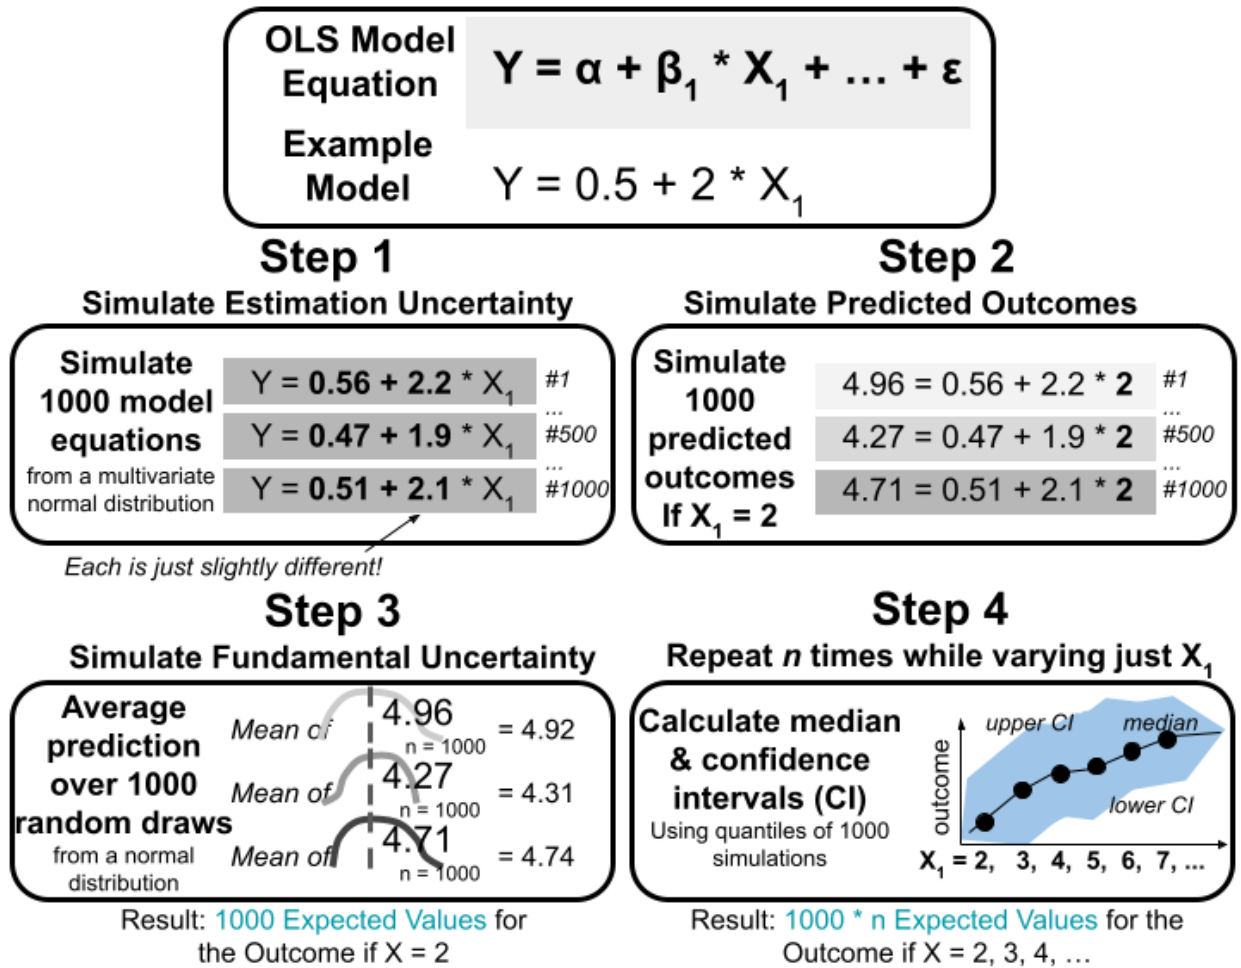 OLS Model
Equation
Y = α + β₁ * X₁ + ... + ε
Example
Model
Y = 0.5 + 2 * X₁
Step 1
Simulate Estimation Uncertainty
Simulate
1000 model
equations
from a multivariate
normal distribution
Y = 0.56 + 2.2 * X₁ #1
...
Y = 0.47 + 1.9 * X₁ #500
...
Y = 0.51 + 2.1 * X₁ #1000
Each is just slightly different!
Step 2
Simulate Predicted Outcomes
Simulate
1000
predicted
outcomes
If X₁ = 2
4.96 = 0.56 + 2.2 * 2 #1
...
4.27 = 0.47 + 1.9 * 2 #500
...
4.71 = 0.51 + 2.1 * 2 #1000
Step 3
Simulate Fundamental Uncertainty
Average
prediction
over 1000
random draws
from a normal
distribution
Mean of 4.96 = 4.92
n = 1000
Mean of 4.27 = 4.31
n = 1000
Mean of 4.71 = 4.74
n = 1000
Result: 1000 Expected Values for
the Outcome if X = 2
Step 4
Repeat n times while varying just X₁
Calculate median
& confidence
intervals (CI)
Using quantiles of 1000
simulations
upper CI
median
lower CI
outcome
X₁ = 2, 3, 4, 5, 6, 7, ...
Result: 1000 * n Expected Values for the
Outcome if X = 2, 3, 4, ...